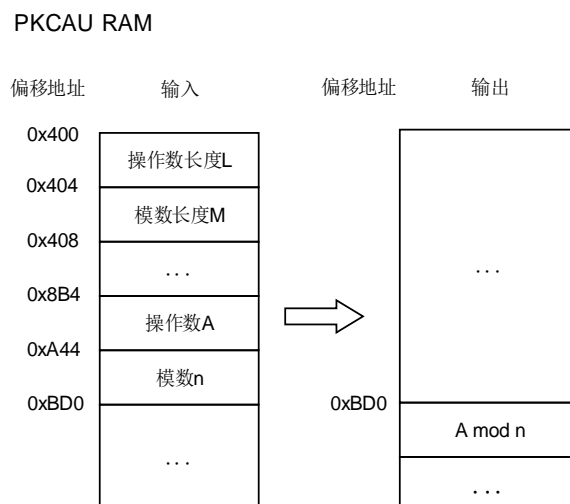 PKCAU RAM
偏移地址 输入 偏移地址 输出
0x400
操作数长度L
0x404
模数长度M
0x408
...
0x8B4
操作数A
0xA44
模数n
0xBD0
...
...
0xBD0
A mod n
...